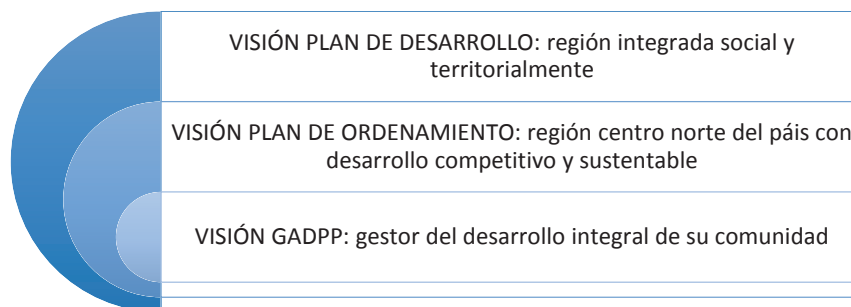 VISIÓN PLAN DE DESARROLLO: región integrada social y
territorialmente
VISIÓN PLAN DE ORDENAMIENTO: región centro norte del páis con
desarrollo competitivo y sustentable
VISIÓN GADPP: gestor del desarrollo integral de su comunidad